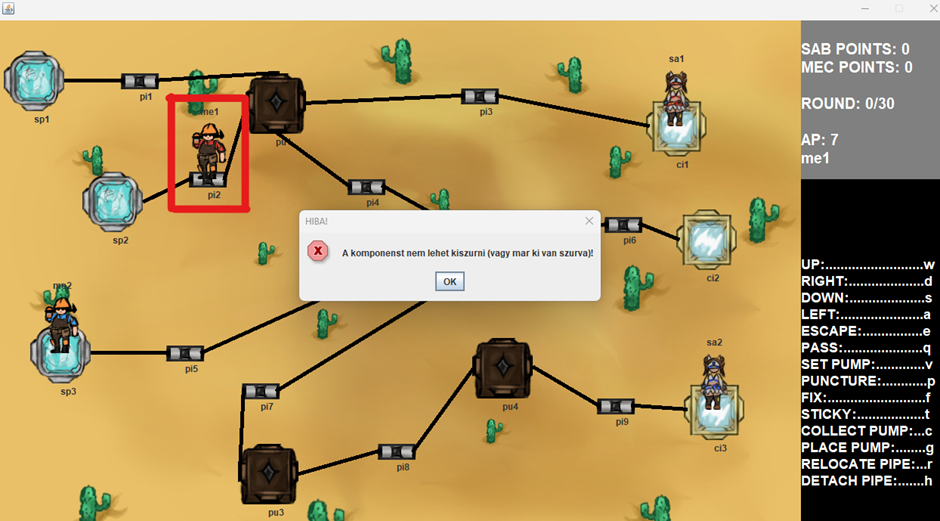 SAB POINTS: 0
MEC POINTS: 0
ROUND: 0/30
AP: 7
me1
sa1
pi1
sp1
me1
pi3
ci1
pi2
pi4
sp2
pi6
ci2
HIBA!
A komponenst nem lehet kiszurni (vagy mar ki van szurva)!
OK
sp3
pi5
sa2
pi7
pu4
pi9
ci3
pi8
pu3
UP:..........................w
RIGHT:....................d
DOWN:.....................s
LEFT:.......................a
ESCAPE:..................e
PASS:......................q
SET PUMP:...............v
PUNCTURE:..............p
FIX:..........................f
STICKY:....................t
COLLECT PUMP:...c
PLACE PUMP:........g
RELOCATE PIPE:...r
DETACH PIPE:.......h